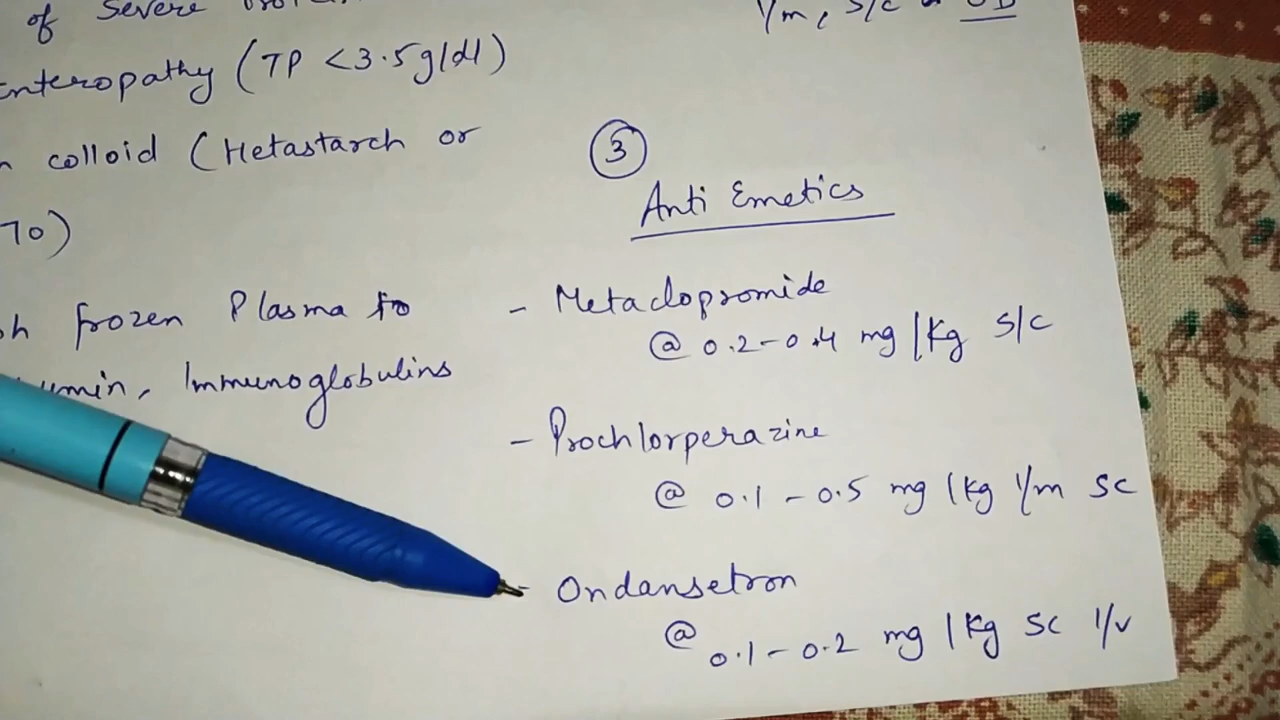 of severe
Enteropathy (TP <3.5g/dl)
colloid (Hetastarch or
70)
frozen Plasma to
Immunoglobulins
I/m, S/c
③
Anti Emetics
- Metaclopromide
@ 0.2-0.4 mg/kg S/C
- Prochlorperazine
@ 0.1 - 0.5 mg/kg I/m SC
- Ondansetron
@ 0.1 - 0.2 mg/kg SC I/v